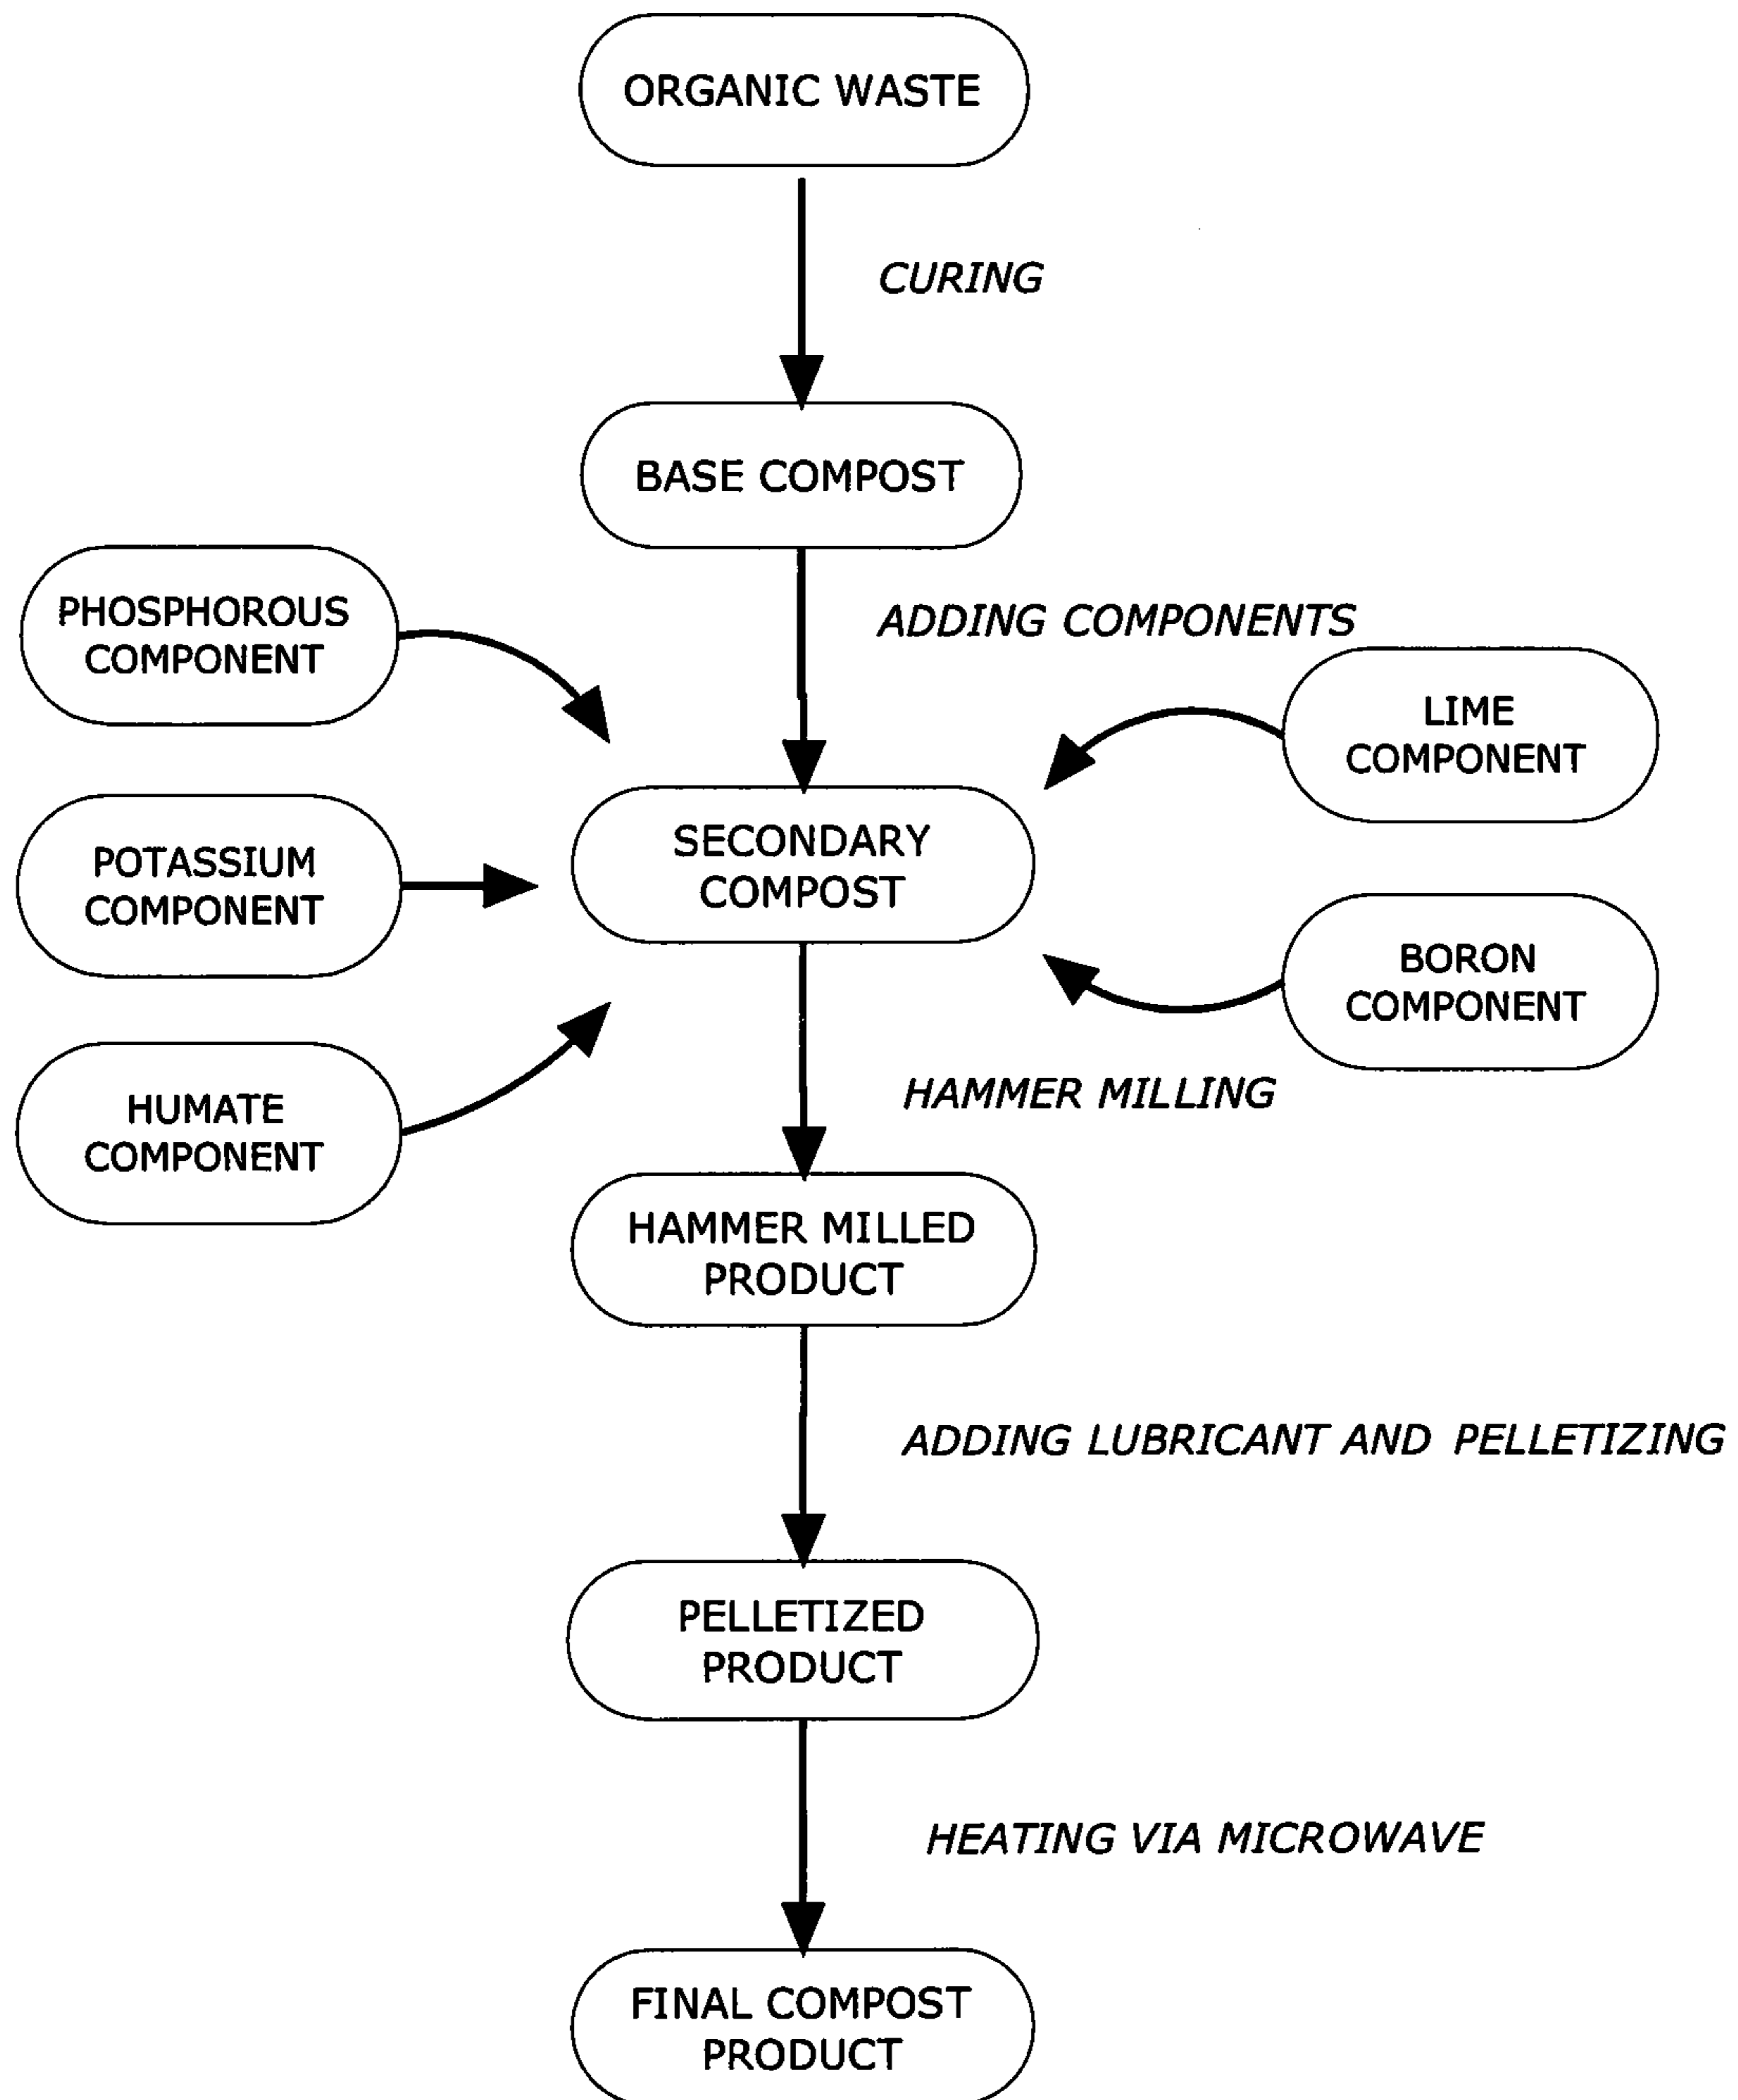 ORGANIC WASTE
CURING
BASE COMPOST
ADDING COMPONENTS
PHOSPHOROUS
COMPONENT
LIME
COMPONENT
POTASSIUM
COMPONENT
SECONDARY
COMPOST
BORON
COMPONENT
HUMATE
COMPONENT
HAMMER MILLING
HAMMER MILLED
PRODUCT
ADDING LUBRICANT AND PELLETIZING
PELLETIZED
PRODUCT
HEATING VIA MICROWAVE
FINAL COMPOST
PRODUCT